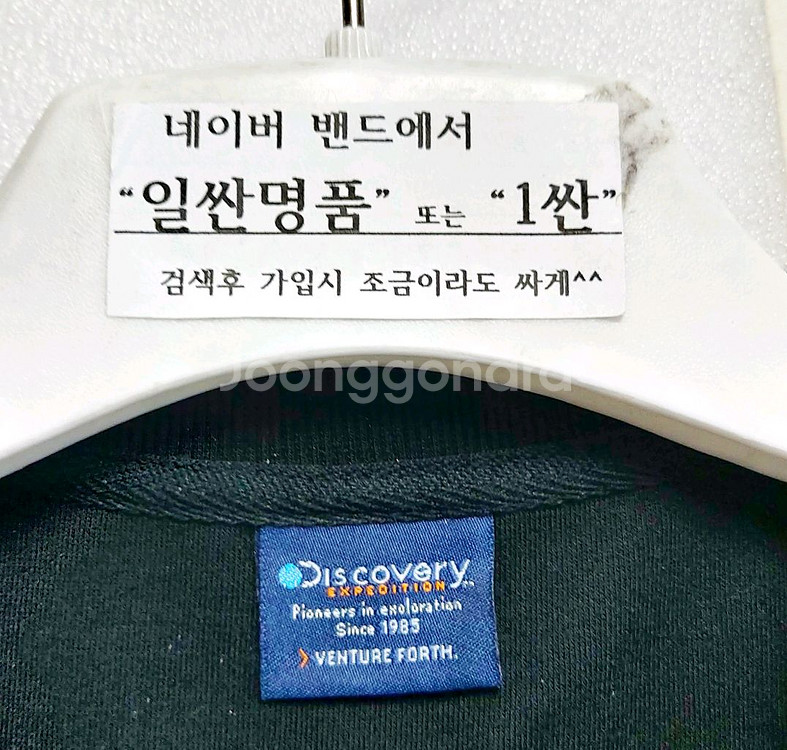 네이버 밴드에서
“일싼명품” 또는 “1싼”
검색후 가입시 조금이라도 싸게^^
Joonggonara
Discovery
EXPEDITION
Pioneers in exploration
Since 1985
VENTURE FORTH.